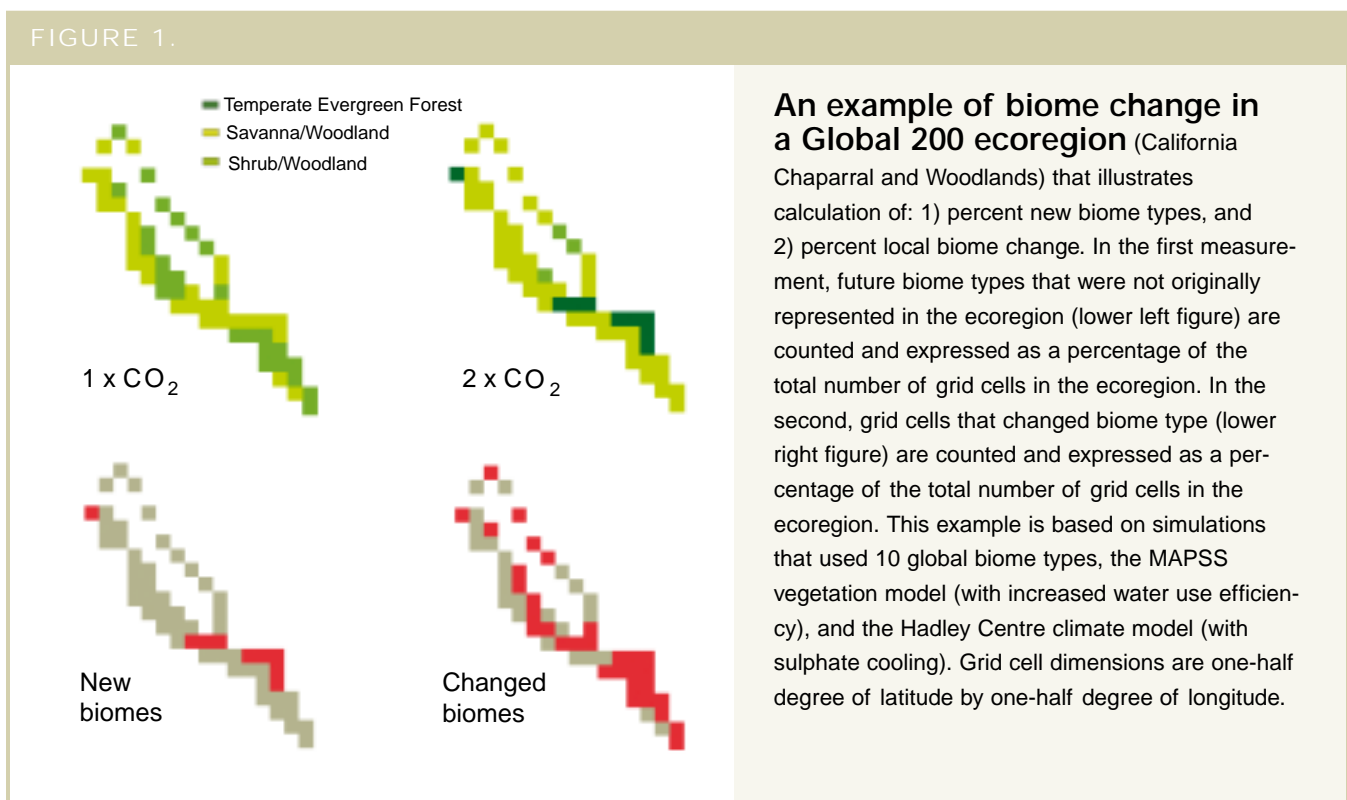 FIGURE 1.
Temperate Evergreen Forest
Savanna/Woodland
Shrub/Woodland
1 x CO2
2 x CO2
New
biomes
Changed
biomes
An example of biome change in
a Global 200 ecoregion (California
Chaparral and Woodlands) that illustrates
calculation of: 1) percent new biome types, and
2) percent local biome change. In the first measure-
ment, future biome types that were not originally
represented in the ecoregion (lower left figure) are
counted and expressed as a percentage of the
total number of grid cells in the ecoregion. In the
second, grid cells that changed biome type (lower
right figure) are counted and expressed as a per-
centage of the total number of grid cells in the
ecoregion. This example is based on simulations
that used 10 global biome types, the MAPSS
vegetation model (with increased water use efficien-
cy), and the Hadley Centre climate model (with
sulphate cooling). Grid cell dimensions are one-half
degree of latitude by one-half degree of longitude.